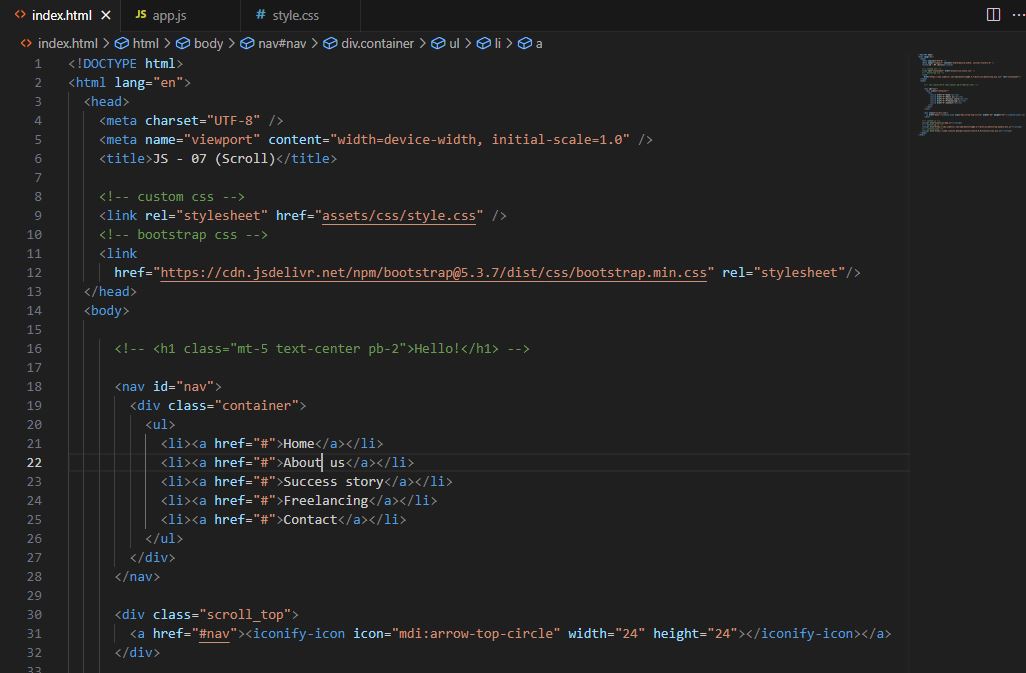 index.html JS app.js # style.css
index.html > html > body > nav#nav > div.container > ul > li > a
1 <!DOCTYPE html>
2 <html lang="en">
3 <head>
4 <meta charset="UTF-8" />
5 <meta name="viewport" content="width=device-width, initial-scale=1.0" />
6 <title>JS - 07 (Scroll)</title>
7
8 <!-- custom css -->
9 <link rel="stylesheet" href="assets/css/style.css" />
10 <!-- bootstrap css -->
11 <link
12 href="https://cdn.jsdelivr.net/npm/bootstrap@5.3.7/dist/css/bootstrap.min.css" rel="stylesheet"/>
13 </head>
14 <body>
15
16 <!-- <h1 class="mt-5 text-center pb-2">Hello!</h1> -->
17
18 <nav id="nav">
19 <div class="container">
20 <ul>
21 <li><a href="#">Home</a></li>
22 <li><a href="#">About us</a></li>
23 <li><a href="#">Success story</a></li>
24 <li><a href="#">Freelancing</a></li>
25 <li><a href="#">Contact</a></li>
26 </ul>
27 </div>
28 </nav>
29
30 <div class="scroll_top">
31 <a href="#nav"><iconify-icon icon="mdi:arrow-top-circle" width="24" height="24"></iconify-icon></a>
32 </div>
33